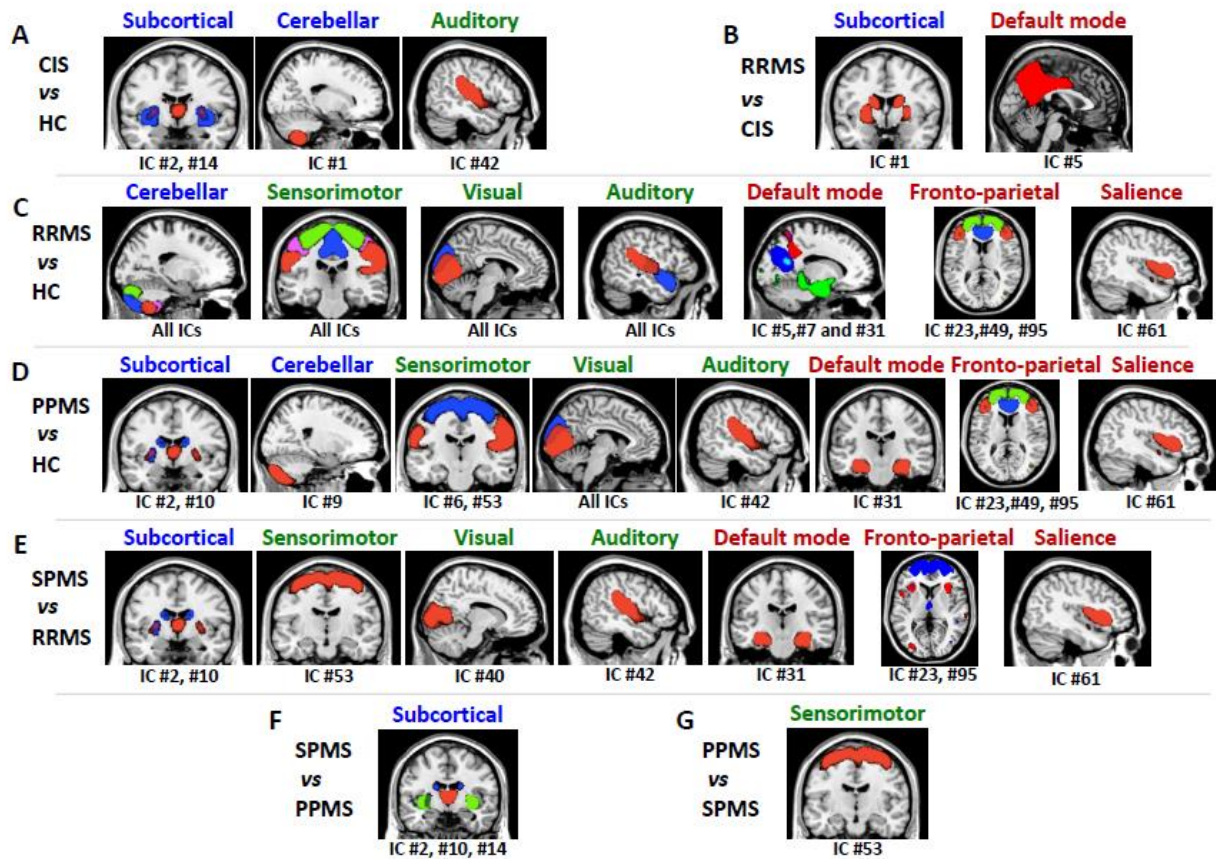 A
CIS
vs
HC
Subcortical
Cerebellar
Auditory
IC #2, #14
IC #1
IC #42
B
RRMS
vs
CIS
Subcortical
Default mode
IC #1
IC #5
C
RRMS
vs
HC
Cerebellar
Sensorimotor
Visual
Auditory
Default mode
Fronto-parietal
Salience
All ICs
All ICs
All ICs
All ICs
IC #5,#7 and #31
IC #23,#49, #95
IC #61
D
PPMS
vs
HC
Subcortical
Cerebellar
Sensorimotor
Visual
Auditory
Default mode
Fronto-parietal
Salience
IC #2, #10
IC #9
IC #6, #53
All ICs
IC #42
IC #31
IC #23,#49, #95
IC #61
E
SPMS
vs
RRMS
Subcortical
Sensorimotor
Visual
Auditory
Default mode
Fronto-parietal
Salience
IC #2, #10
IC #53
IC #40
IC #42
IC #31
IC #23, #95
IC #61
F
SPMS
vs
PPMS
Subcortical
IC #2, #10, #14
G
PPMS
vs
SPMS
Sensorimotor
IC #53